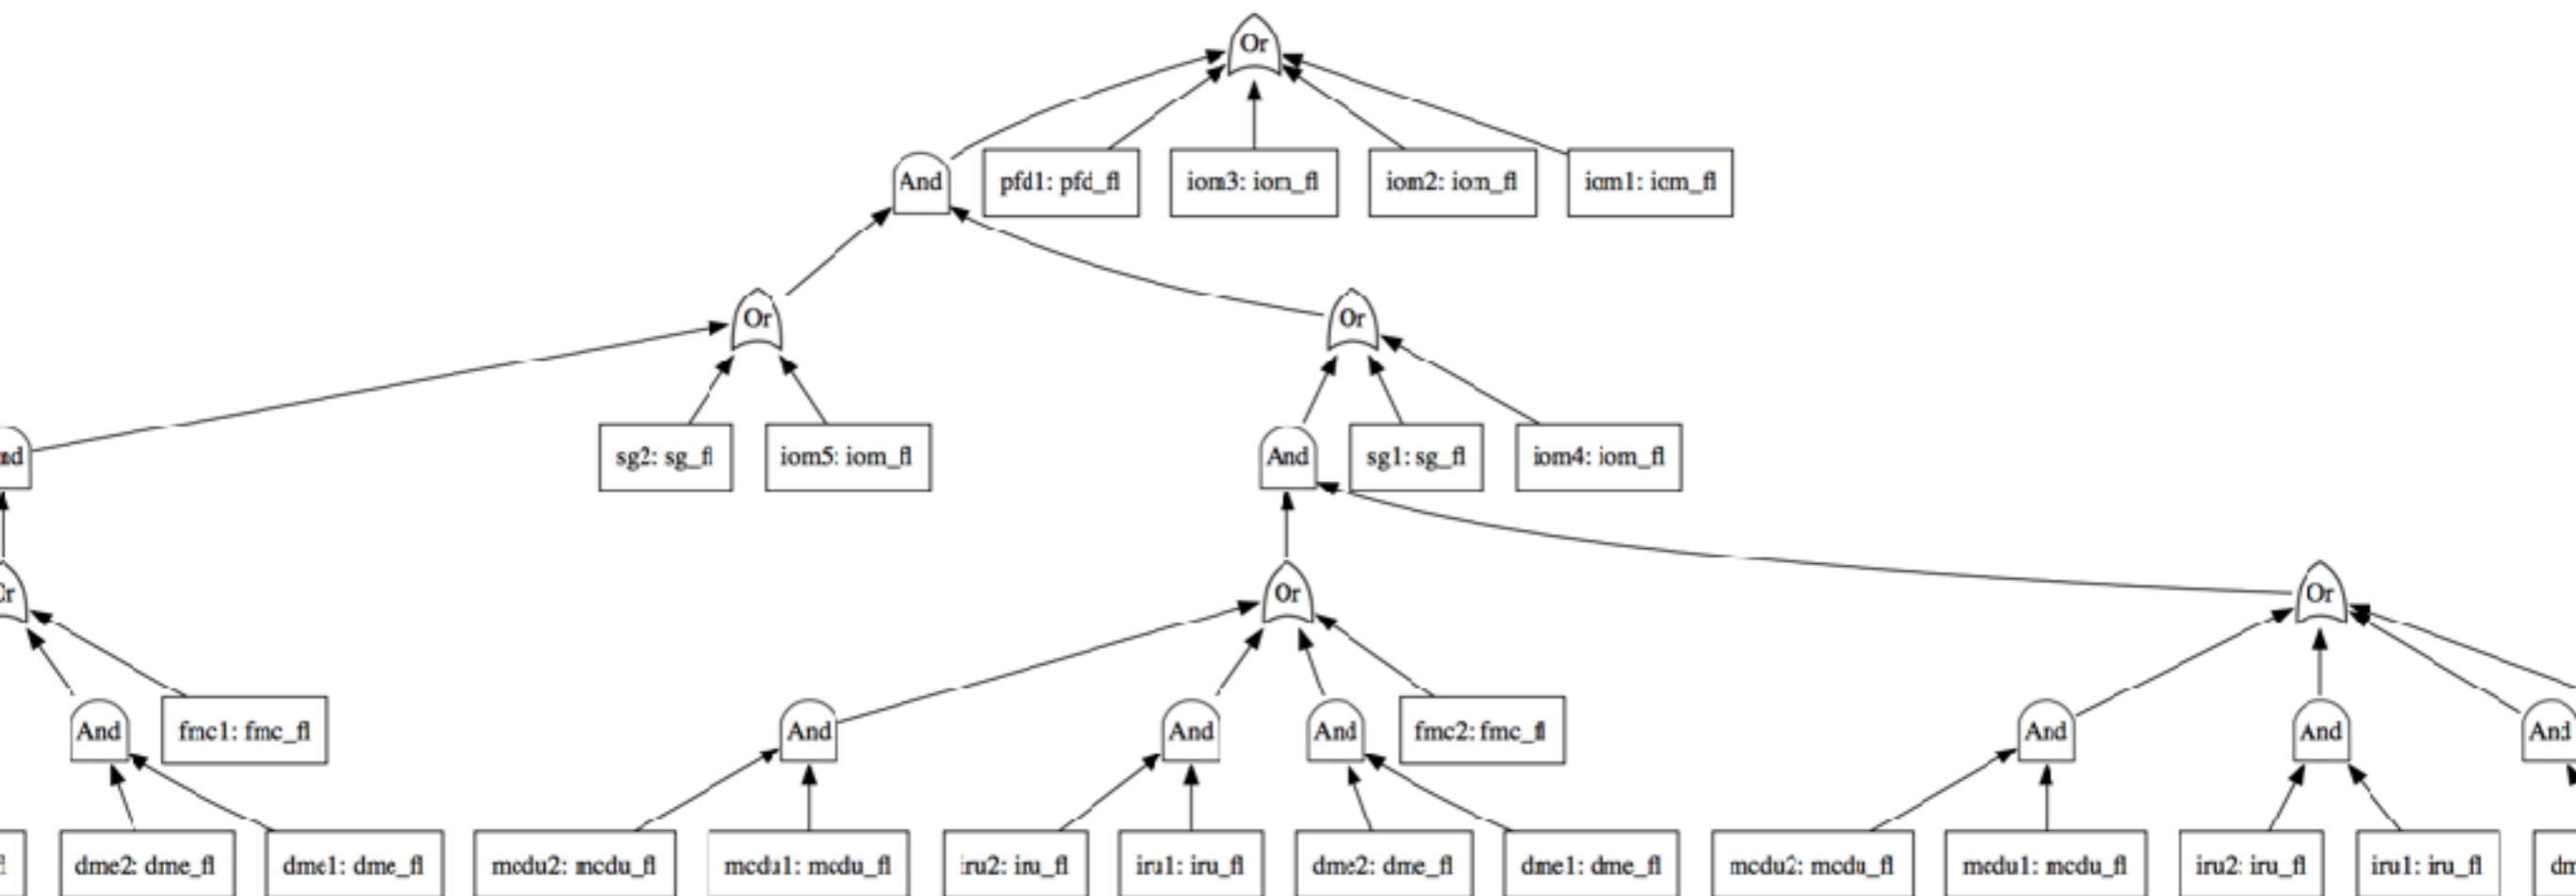 Or
And
pfd1: pfd_fl
iom3: iom_fl
iom2: iom_fl
iom1: iom_fl
Or
Or
sg2: sg_fl
iom5: iom_fl
And
sg1: sg_fl
iom4: iom_fl
Or
Or
And
fmc1: fmc_fl
And
And
And
fmc2: fmc_fl
And
And
And
dme2: dme_fl
dme1: dme_fl
mcdu2: mcdu_fl
mcdu1: mcdu_fl
iru2: iru_fl
iru1: iru_fl
dme2: dme_fl
dme1: dme_fl
mcdu2: mcdu_fl
mcdu1: mcdu_fl
iru2: iru_fl
iru1: iru_fl